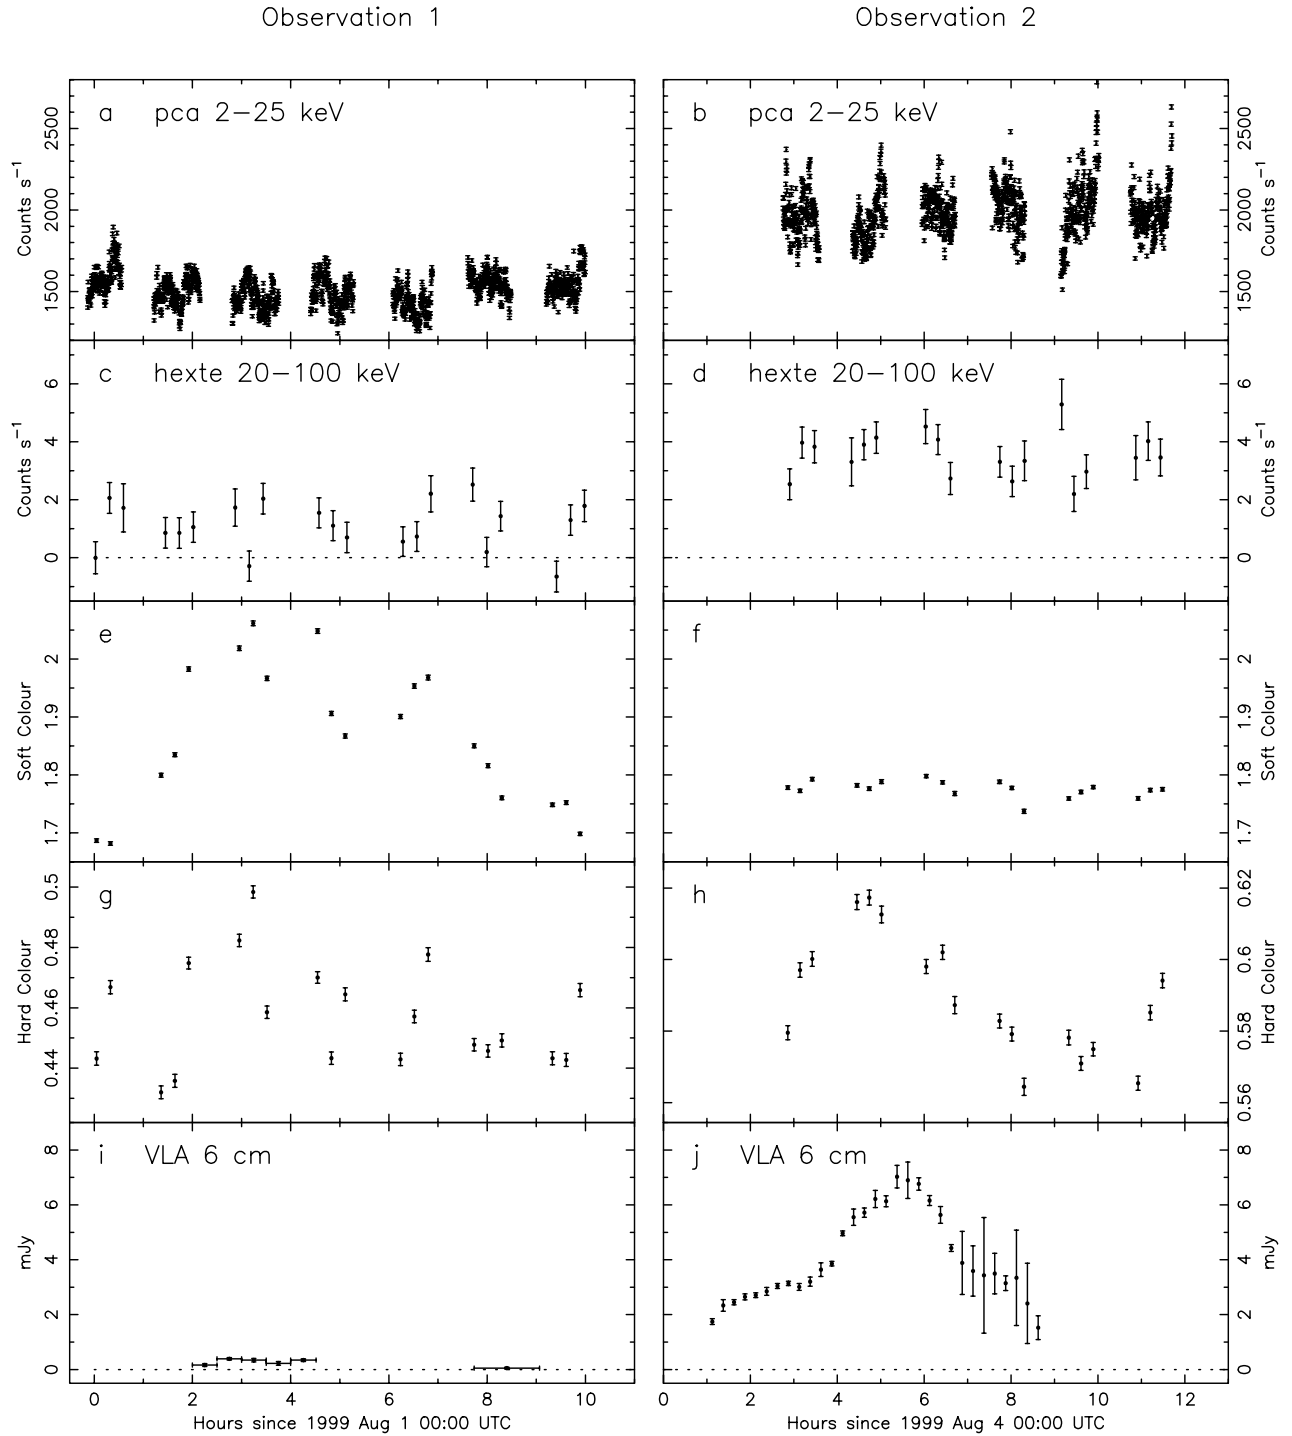 Observation 1 Observation 2
a pca 2−25 keV b pca 2−25 keV
Counts s−1 1500 2000 2500 1500 2000 2500 Counts s−1
c hexte 20−100 keV d hexte 20−100 keV
Counts s−1 0 2 4 6 0 2 4 6 Counts s−1
e f
Soft Colour 1.7 1.8 1.9 2 1.7 1.8 1.9 2 Soft Colour
g h
Hard Colour 0.44 0.46 0.48 0.5 0.56 0.58 0.6 0.62 Hard Colour
i VLA 6 cm j VLA 6 cm
mJy 0 2 4 6 8 0 2 4 6 8 mJy
0 2 4 6 8 10 0 2 4 6 8 10 12
Hours since 1999 Aug 1 00:00 UTC Hours since 1999 Aug 4 00:00 UTC